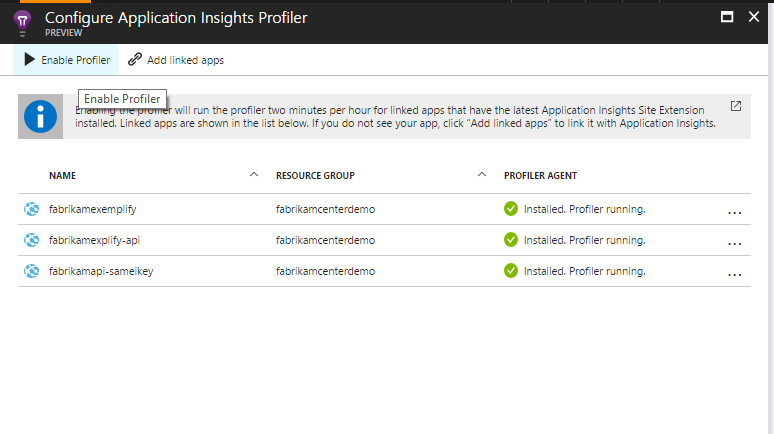 Configure Application Insights Profiler
PREVIEW
Enable Profiler
Add linked apps
Enable Profiler
Enabling the profiler will run the profiler two minutes per hour for linked apps that have the latest Application Insights Site Extension
installed. Linked apps are shown in the list below. If you do not see your app, click “Add linked apps” to link it with Application Insights.
NAME RESOURCE GROUP PROFILER AGENT
fabrikamexemplify fabrikamcenterdemo Installed. Profiler running. ...
fabrikamexplify-api fabrikamcenterdemo Installed. Profiler running. ...
fabrikamapi-sameikey fabrikamcenterdemo Installed. Profiler running. ...